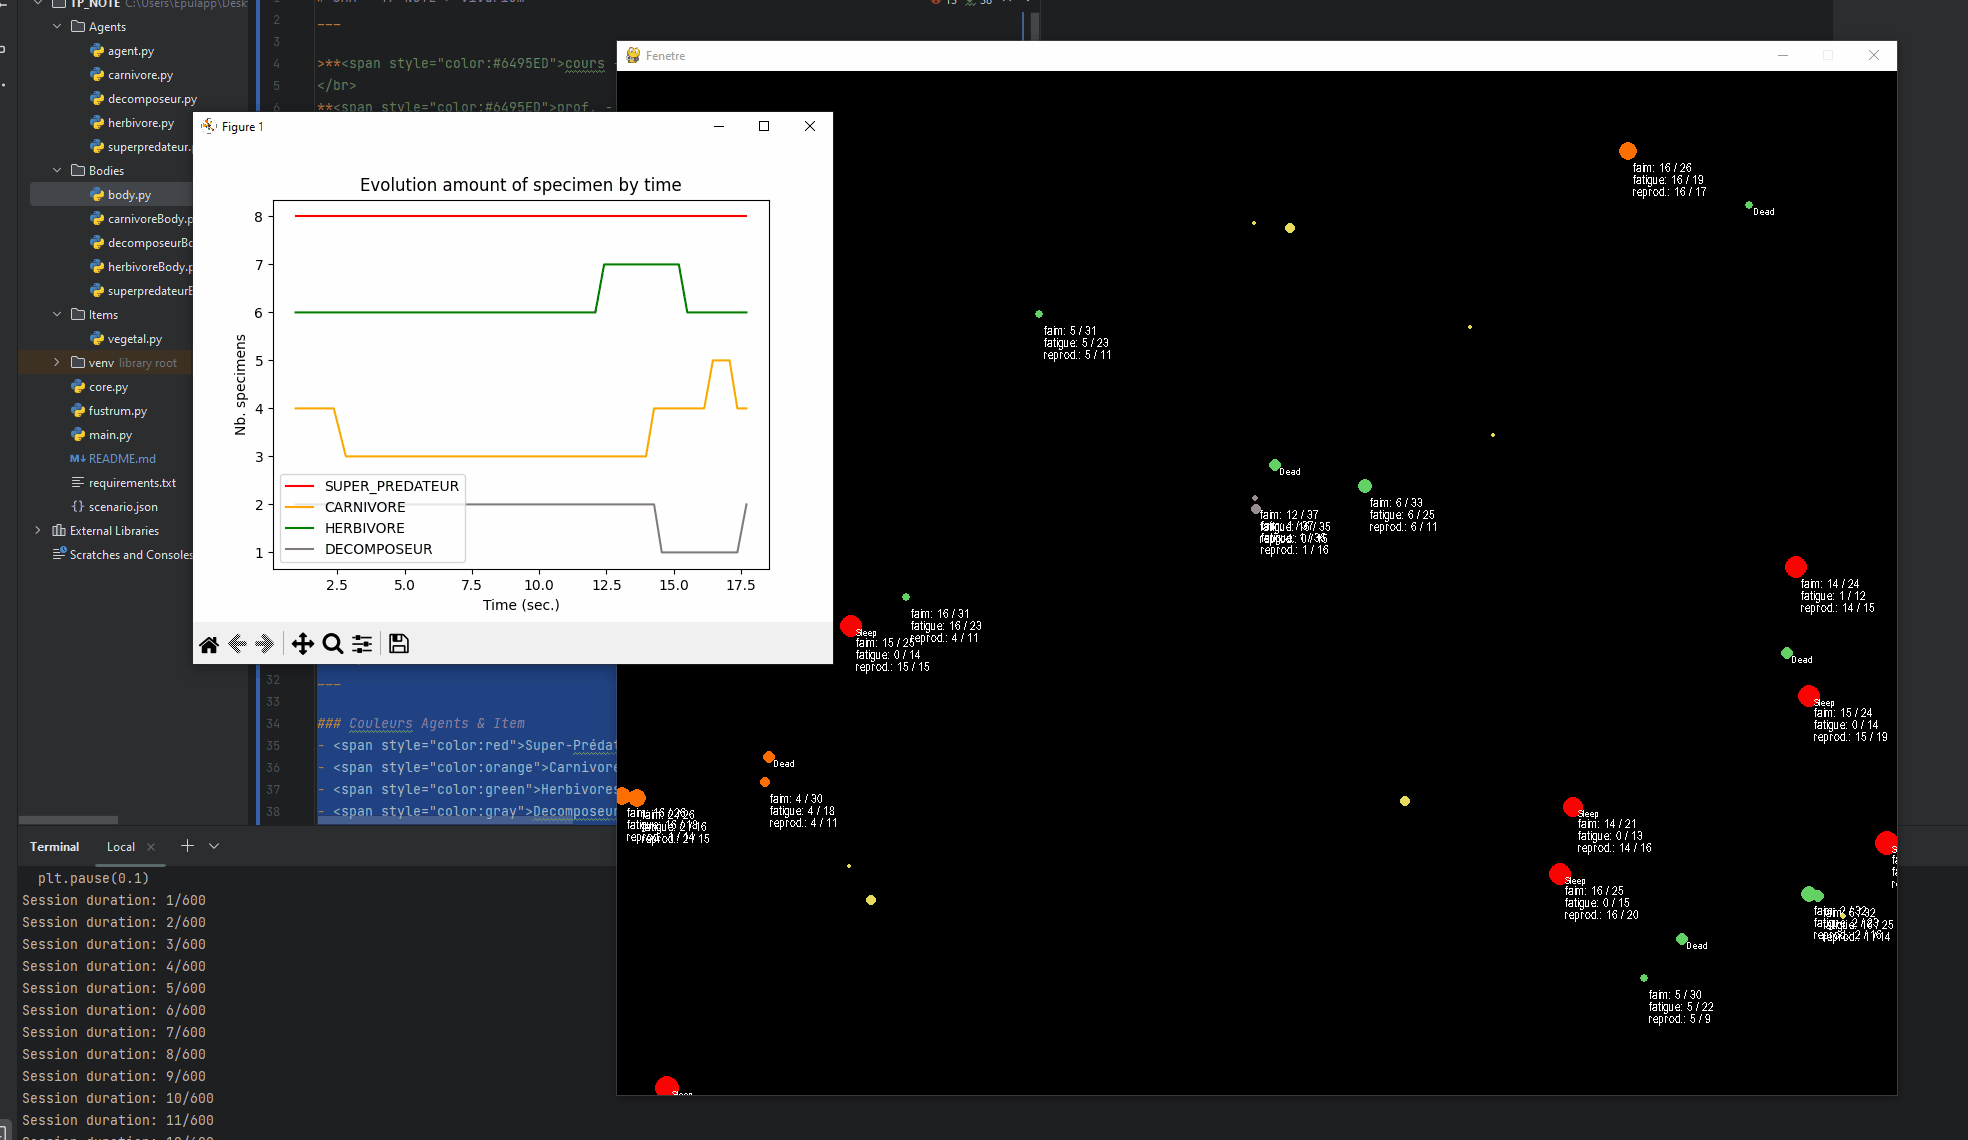 TP_NOTE C:\Users\Epulapp\Desk
Agents
agent.py
carnivore.py
decomposeur.py
herbivore.py
superpredateur.
Bodies
body.py
carnivoreBody.p
decomposeurBo
herbivoreBody.p
superpredateurE
Items
vegetal.py
venv library root
core.py
fustrum.py
main.py
README.md
requirements.txt
scenario.json
External Libraries
Scratches and Consoles
2
3
4
5
6
___
>**<span style="color:#6495ED">cours
</br>
**<span style="color:#6495ED">prof. -
Figure 1
Evolution amount of specimen by time
Nb. specimens
8
7
6
5
4
3
2
1
SUPER_PREDATEUR
CARNIVORE
HERBIVORE
DECOMPOSEUR
2.5 5.0 7.5 10.0 12.5 15.0 17.5
Time (sec.)
32 ___
33
34 ### Couleurs Agents & Item
35 - <span style="color:red">Super-Prédat
36 - <span style="color:orange">Carnivore
37 - <span style="color:green">Herbivores
38 - <span style="color:gray">Decomposeur
Fenetre
faim: 16 / 26
fatigue: 16 / 19
reprod.: 16 / 17
Dead
faim: 5 / 31
fatigue: 5 / 23
reprod.: 5 / 11
Dead
faim: 12 / 37
reprod.: 1 / 16
faim: 6 / 33
fatigue: 6 / 25
reprod.: 6 / 11
faim: 14 / 24
fatigue: 1 / 12
reprod.: 14 / 15
faim: 16 / 31
fatigue: 16 / 23
reprod.: 4 / 11
Sleep
faim: 15 / 25
fatigue: 0 / 14
reprod.: 15 / 15
Dead
Sleep
faim: 15 / 24
fatigue: 0 / 14
reprod.: 15 / 19
Dead
faim: 4 / 30
fatigue: 4 / 18
reprod.: 4 / 11
Sleep
faim: 14 / 21
fatigue: 0 / 13
reprod.: 14 / 16
Sleep
faim: 16 / 25
fatigue: 0 / 15
reprod.: 16 / 20
Dead
faim: 5 / 30
fatigue: 5 / 22
reprod.: 5 / 9
Sleep
Terminal Local
plt.pause(0.1)
Session duration: 1/600
Session duration: 2/600
Session duration: 3/600
Session duration: 4/600
Session duration: 5/600
Session duration: 6/600
Session duration: 7/600
Session duration: 8/600
Session duration: 9/600
Session duration: 10/600
Session duration: 11/600